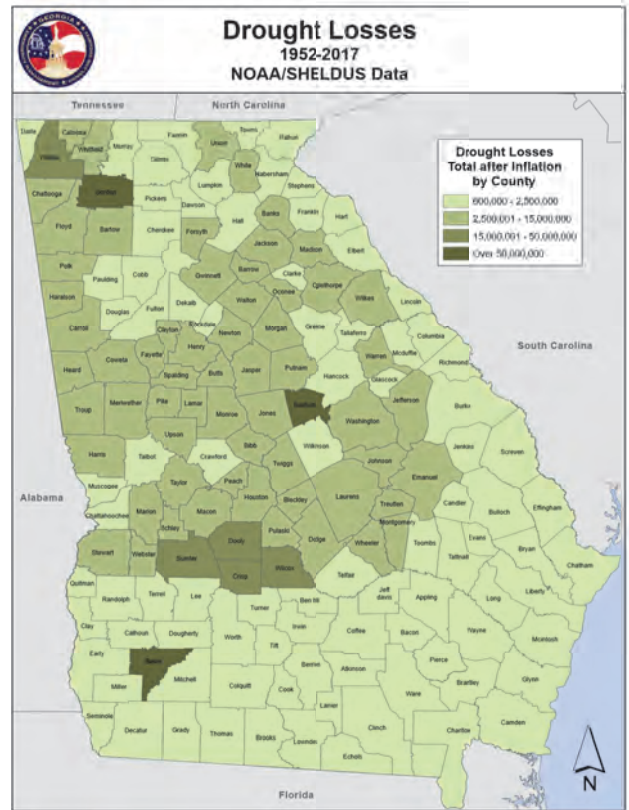 GEORGIA
Drought Losses
1952-2017
NOAA/SHELDUS Data
Tennessee
North Carolina
Drought Losses
Total after Inflation
by County
600,000 - 2,500,000
2,500,001 - 15,000,000
15,000,001 - 50,000,000
Over 50,000,000
Dade
Catoosa
Whitfield
Murray
Fannin
Union
Towns
Rabun
White
Habersham
Lumpkin
Stephens
Chattooga
Gordon
Pickens
Dawson
Hall
Banks
Franklin
Hart
Floyd
Bartow
Cherokee
Forsyth
Jackson
Madison
Elbert
Polk
Paulding
Cobb
Gwinnett
Barrow
Clarke
Oglethorpe
Wilkes
Lincoln
Haralson
Douglas
Fulton
Dekalb
Walton
Oconee
Carroll
Clayton
Rockdale
Newton
Morgan
Greene
Taliaferro
Columbia
Mcduffie
Warren
Richmond
South Carolina
Heard
Coweta
Fayette
Henry
Spalding
Butts
Jasper
Putnam
Hancock
Glascock
Jefferson
Burke
Troup
Meriwether
Pike
Lamar
Monroe
Jones
Baldwin
Washington
Upson
Bibb
Wilkinson
Jenkins
Screven
Harris
Talbot
Crawford
Twiggs
Johnson
Emanuel
Muscogee
Taylor
Peach
Houston
Bleckley
Laurens
Treutlen
Candler
Bulloch
Effingham
Alabama
Chattahoochee
Marion
Macon
Schley
Pulaski
Dodge
Montgomery
Wheeler
Toombs
Evans
Tattnall
Bryan
Chatham
Stewart
Webster
Sumter
Dooly
Crisp
Wilcox
Telfair
Quitman
Randolph
Terrel
Lee
Turner
Ben Hill
Jeff
davis
Appling
Long
Liberty
Clay
Calhoun
Dougherty
Worth
Tift
Irwin
Coffee
Bacon
Wayne
Mcintosh
Early
Baker
Mitchell
Colquitt
Berrien
Atkinson
Pierce
Brantley
Glynn
Miller
Cook
Lanier
Ware
Seminole
Decatur
Grady
Thomas
Brooks
Lowndes
Clinch
Echols
Charlton
Camden
Florida
N